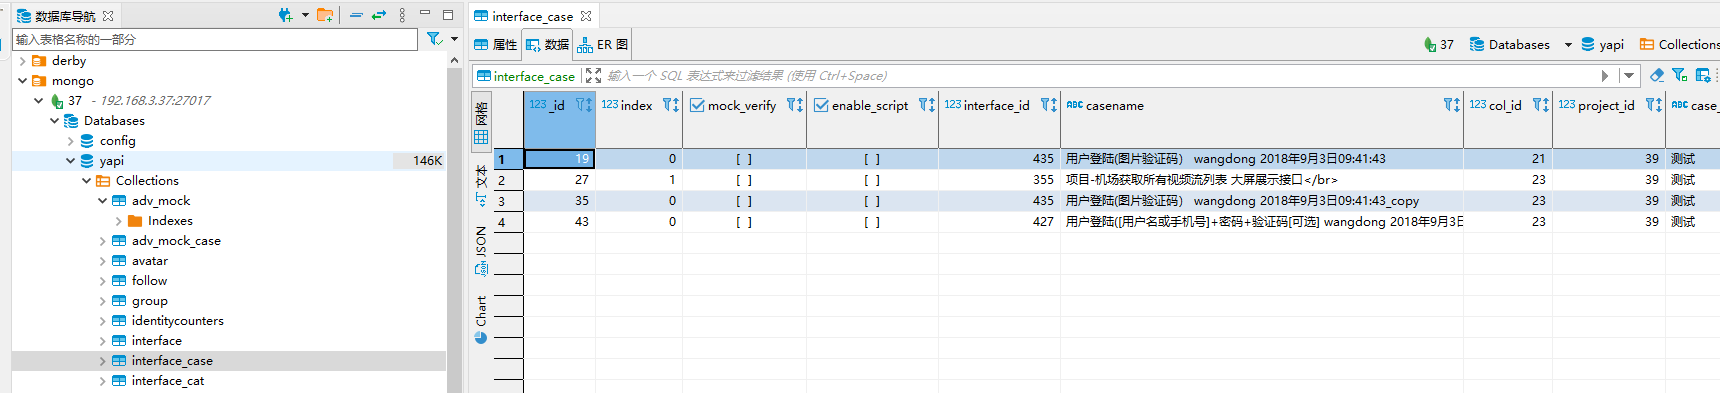 数据库导航
输入表格名称的一部分
derby
mongo
37 - 192.168.3.37:27017
Databases
config
yapi 146K
Collections
adv_mock
Indexes
adv_mock_case
avatar
follow
group
identitycounters
interface
interface_case
interface_cat
interface_case
属性 数据 ER 图
37 Databases yapi Collections
interface_case 输入一个 SQL 表达式来过滤结果 (使用 Ctrl+Space)
网格
文本
JSON
Chart
123 _id 123 index mock_verify enable_script 123 interface_id ABC casename 123 col_id 123 project_id ABC case_
1 19 0 [ ] [ ] 435 用户登陆(图片验证码） wangdong 2018年9月3日09:41:43 21 39 测试
2 27 1 [ ] [ ] 355 项目-机场获取所有视频流列表 大屏展示接口</br> 23 39 测试
3 35 0 [ ] [ ] 435 用户登陆(图片验证码） wangdong 2018年9月3日09:41:43_copy 23 39 测试
4 43 0 [ ] [ ] 427 用户登陆([用户名或手机号]+密码+验证码[可选] wangdong 2018年9月3日 23 39 测试